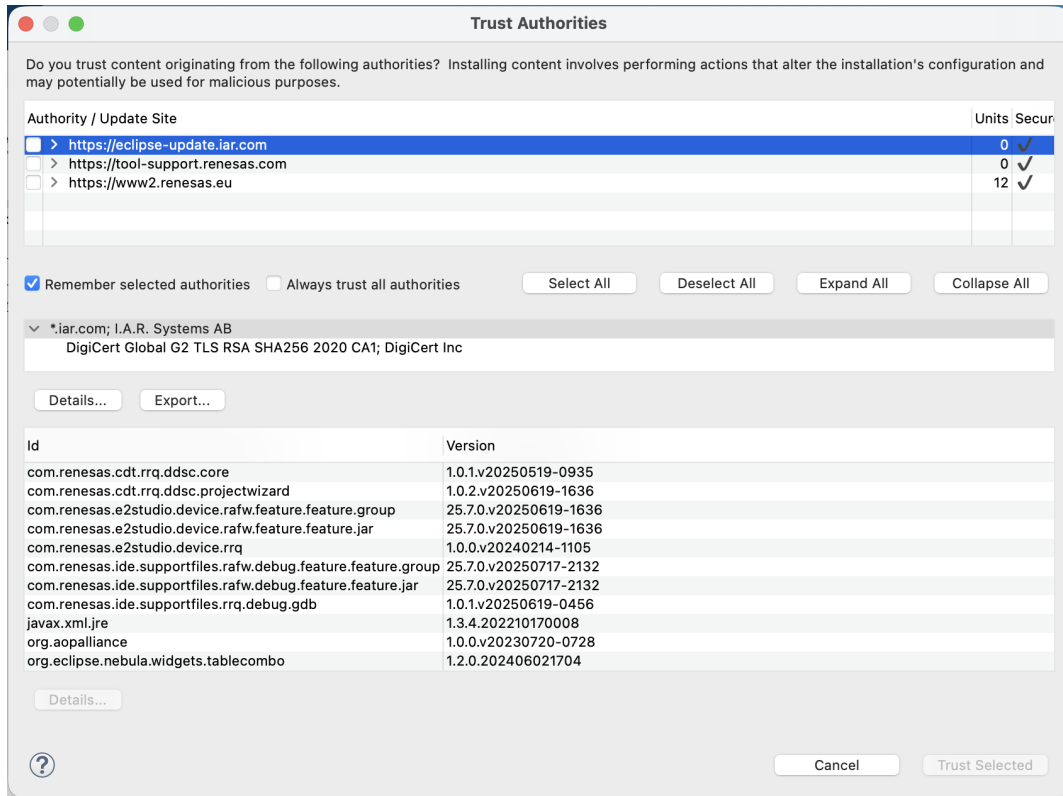 Trust Authorities
Do you trust content originating from the following authorities?  Installing content involves performing actions that alter the installation's configuration and
may potentially be used for malicious purposes.
Authority / Update Site Units Secur
https://eclipse-update.iar.com 0
https://tool-support.renesas.com 0
https://www2.renesas.eu 12
Remember selected authorities Always trust all authorities Select All Deselect All Expand All Collapse All
*.iar.com; I.A.R. Systems AB
DigiCert Global G2 TLS RSA SHA256 2020 CA1; DigiCert Inc
Details... Export...
Id Version
com.renesas.cdt.rrq.ddsc.core 1.0.1.v20250519-0935
com.renesas.cdt.rrq.ddsc.projectwizard 1.0.2.v20250619-1636
com.renesas.e2studio.device.rafw.feature.feature.group 25.7.0.v20250619-1636
com.renesas.e2studio.device.rafw.feature.feature.jar 25.7.0.v20250619-1636
com.renesas.e2studio.device.rrq 1.0.0.v20240214-1105
com.renesas.ide.supportfiles.rafw.debug.feature.feature.group 25.7.0.v20250717-2132
com.renesas.ide.supportfiles.rafw.debug.feature.feature.jar 25.7.0.v20250717-2132
com.renesas.ide.supportfiles.rrq.debug.gdb 1.0.1.v20250619-0456
javax.xml.jre 1.3.4.202210170008
org.aopalliance 1.0.0.v20230720-0728
org.eclipse.nebula.widgets.tablecombo 1.2.0.202406021704
Details...
? Cancel Trust Selected